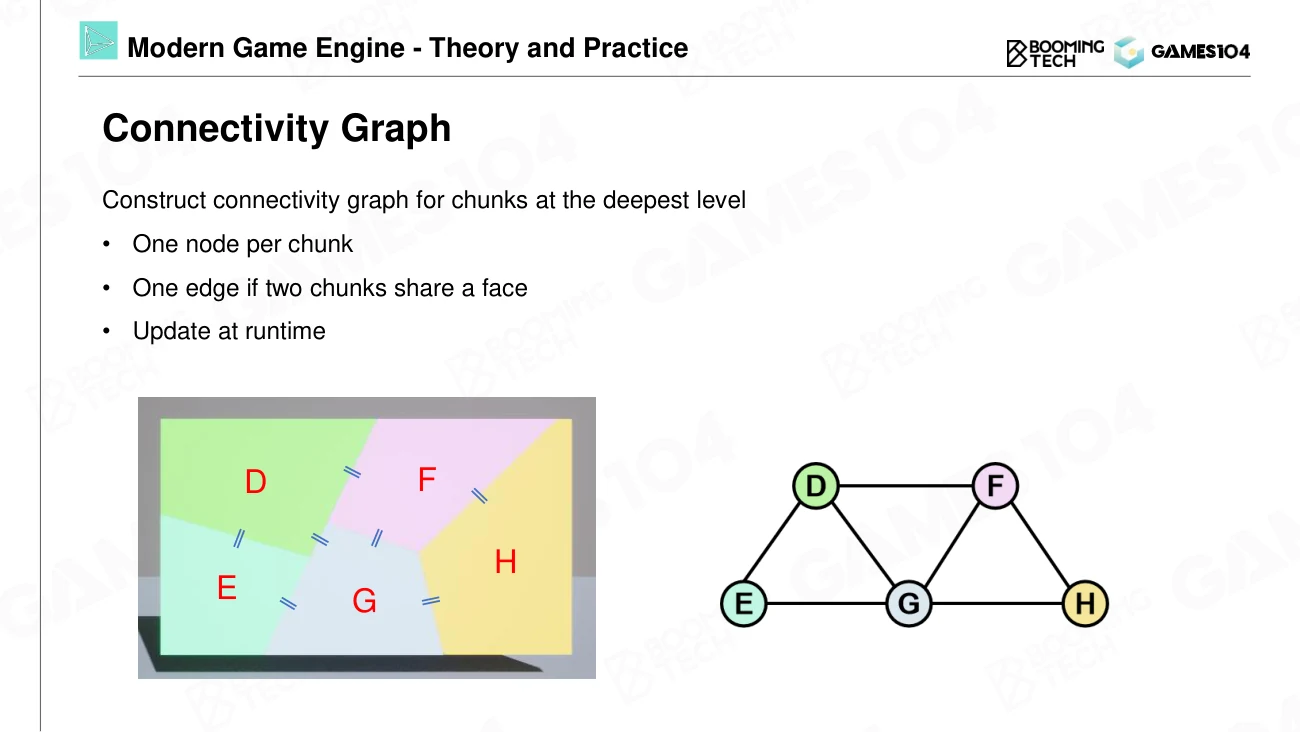 Modern Game Engine - Theory and Practice
BOOMING
TECH
GAMES104
Connectivity Graph
Construct connectivity graph for chunks at the deepest level
• One node per chunk
• One edge if two chunks share a face
• Update at runtime
D
F
H
E
G
D
F
E
G
H